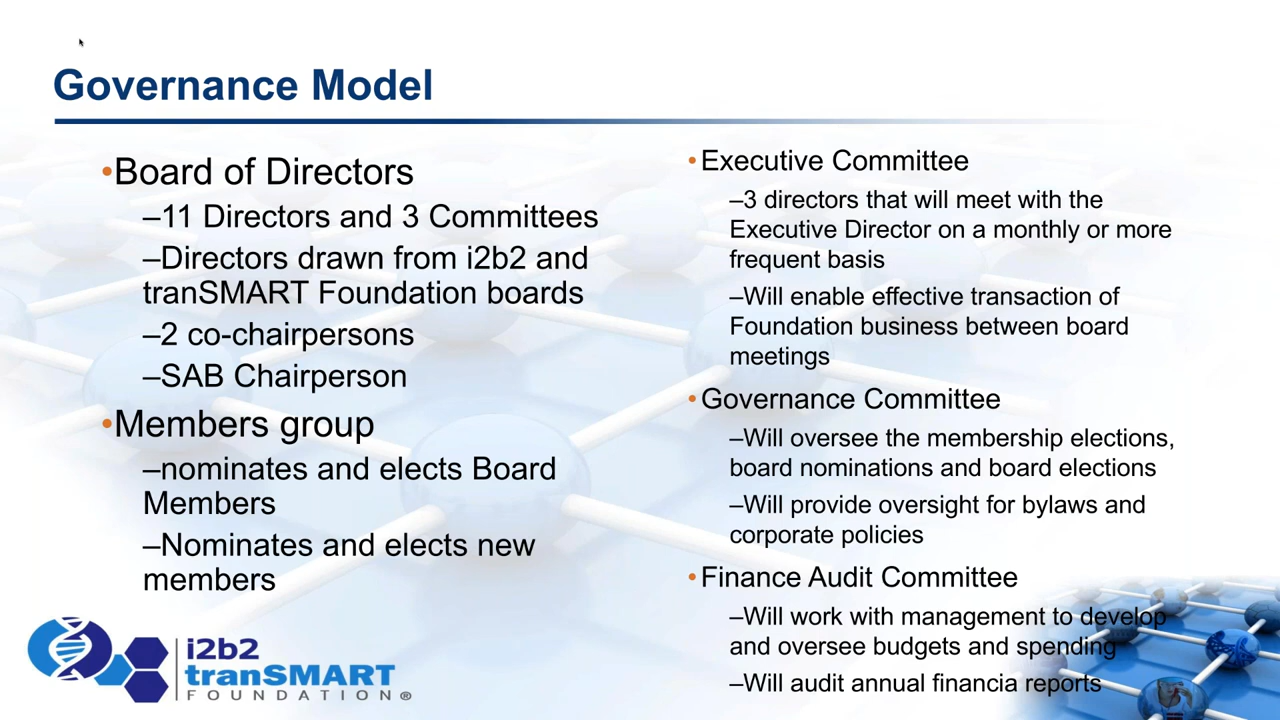 Governance Model
•Board of Directors
–11 Directors and 3 Committees
–Directors drawn from i2b2 and
tranSMART Foundation boards
–2 co-chairpersons
–SAB Chairperson
•Members group
–nominates and elects Board
Members
–Nominates and elects new
members
•Executive Committee
–3 directors that will meet with the
Executive Director on a monthly or more
frequent basis
–Will enable effective transaction of
Foundation business between board
meetings
•Governance Committee
–Will oversee the membership elections,
board nominations and board elections
–Will provide oversight for bylaws and
corporate policies
•Finance Audit Committee
–Will work with management to develop
and oversee budgets and spending
–Will audit annual financia reports
i2b2
tranSMART
FOUNDATION®